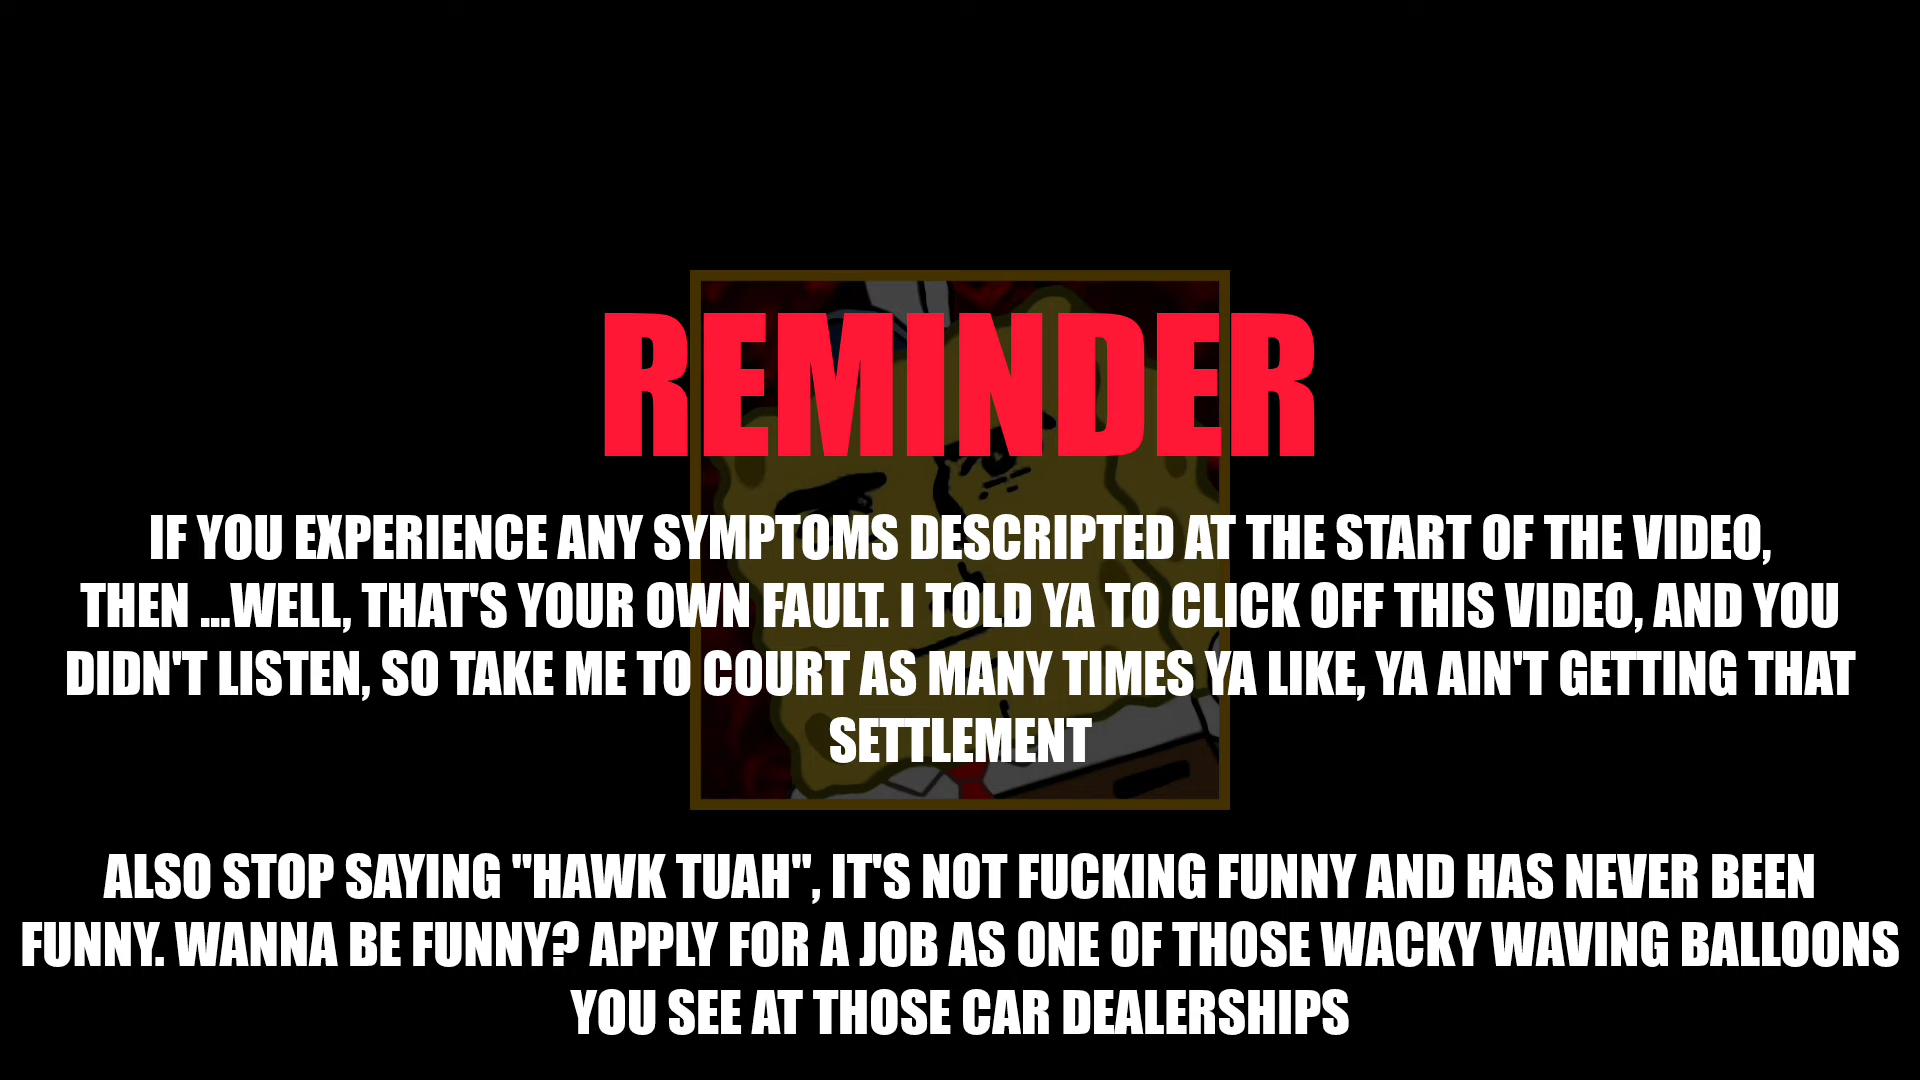 REMINDER
IF YOU EXPERIENCE ANY SYMPTOMS DESCRIPTED AT THE START OF THE VIDEO,
THEN ...WELL, THAT'S YOUR OWN FAULT. I TOLD YA TO CLICK OFF THIS VIDEO, AND YOU
DIDN'T LISTEN, SO TAKE ME TO COURT AS MANY TIMES YA LIKE, YA AIN'T GETTING THAT
SETTLEMENT
ALSO STOP SAYING "HAWK TUAH", IT'S NOT FUCKING FUNNY AND HAS NEVER BEEN
FUNNY. WANNA BE FUNNY? APPLY FOR A JOB AS ONE OF THOSE WACKY WAVING BALLOONS
YOU SEE AT THOSE CAR DEALERSHIPS